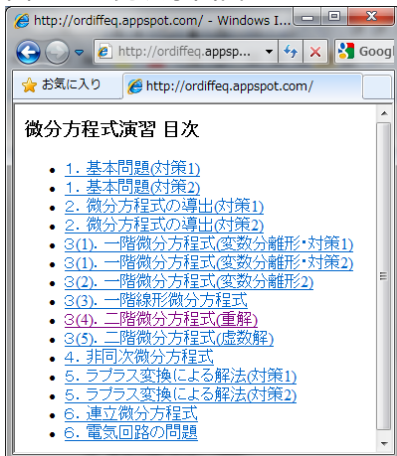 http://ordiffeq.appspot.com/ - Windows I...
http://ordiffeq.appsp...
Googl
お気に入り
http://ordiffeq.appspot.com/
微分方程式演習 目次
1. 基本問題(対策1)
1. 基本問題(対策2)
2. 微分方程式の導出(対策1)
2. 微分方程式の導出(対策2)
3(1). 一階微分方程式(変数分離形・対策1)
3(1). 一階微分方程式(変数分離形・対策2)
3(2). 一階微分方程式(変数分離形2)
3(3). 一階線形微分方程式
3(4). 二階微分方程式(重解)
3(5). 二階微分方程式(虚数解)
4. 非同次微分方程式
5. ラプラス変換による解法(対策1)
5. ラプラス変換による解法(対策2)
6. 連立微分方程式
6. 電気回路の問題